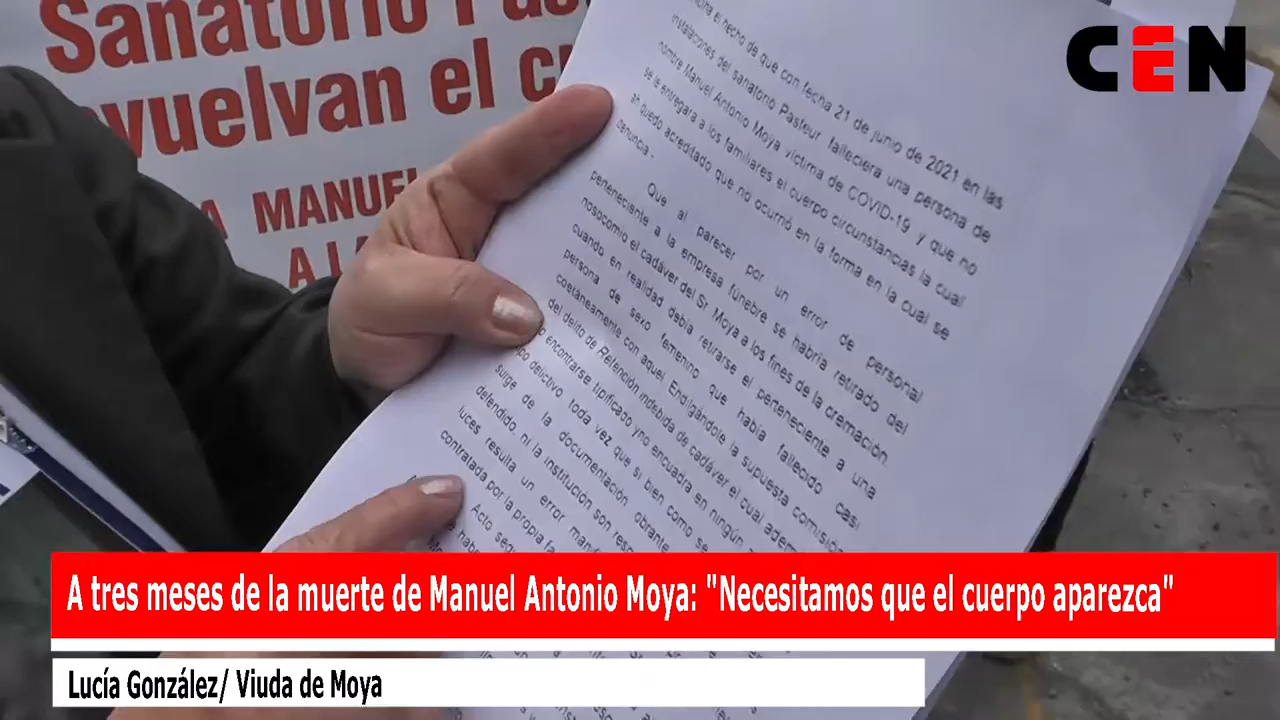 CEN
Sanatorio
vuelvan el
MANUEL
A
el hecho de que con fecha 21 de junio de 2021 en las
instalaciones del sanatorio Pasteur falleciera una persona de
nombre Manuel Antonio Moya víctima de COVID-19 y que no
se le entregara a los familiares el cuerpo circunstancias la cual
quedo acreditado que no ocurrió en la forma en la cual se
denuncia.-
Que al parecer por un error de personal
perteneciente a la empresa fúnebre se habría retirado del
nosocomio el cadáver del Sr. Moya a los fines de la cremación.
cuando en realidad debía retirarse el perteneciente a una
persona de sexo femenino que había fallecido casi
coetáneamente con aquel Endigándole la supuesta comisión
del delito de Retención indebida de cadáver el cual
encontrarse tipificado yno encuadra en ningún
delictivo toda vez que si bien como se
surge de la documentación obrante
defendido, ni la institución son
luces resulta un error
contratada por la propia
Acto
A tres meses de la muerte de Manuel Antonio Moya: "Necesitamos que el cuerpo aparezca"
Lucía González/ Viuda de Moya